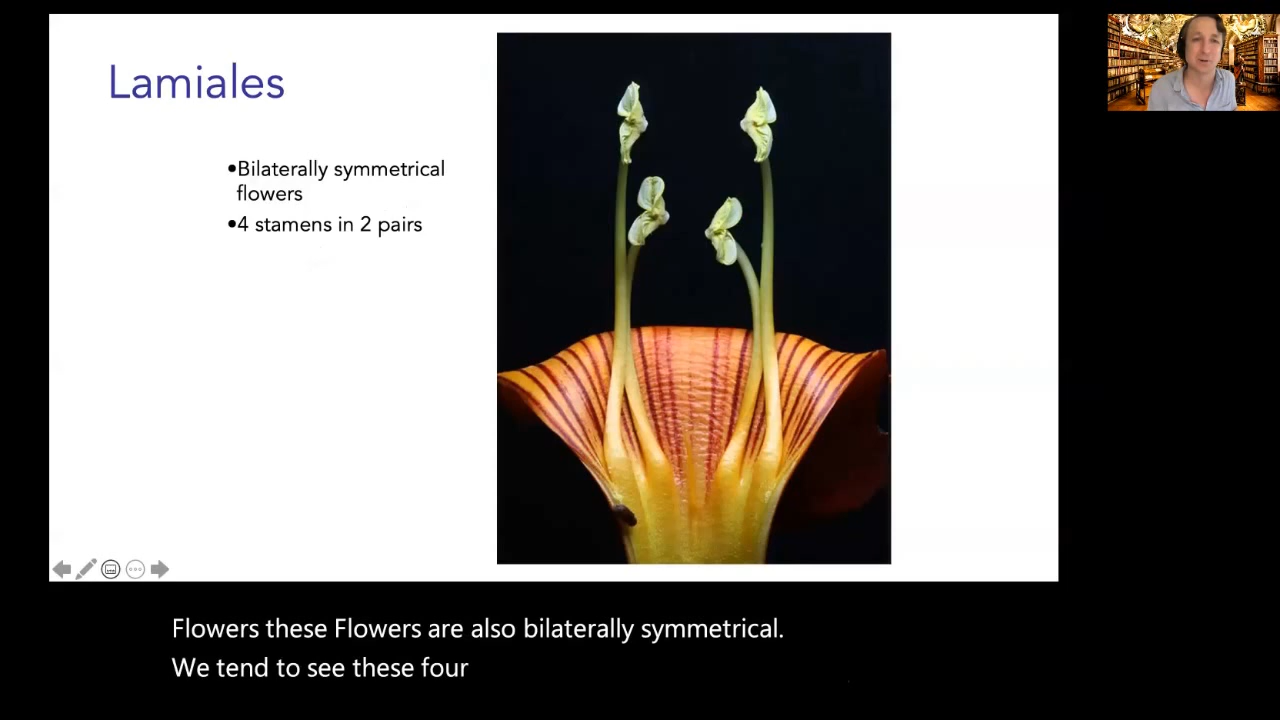 Lamiales
•Bilaterally symmetrical
flowers
•4 stamens in 2 pairs
Flowers these Flowers are also bilaterally symmetrical.
We tend to see these four